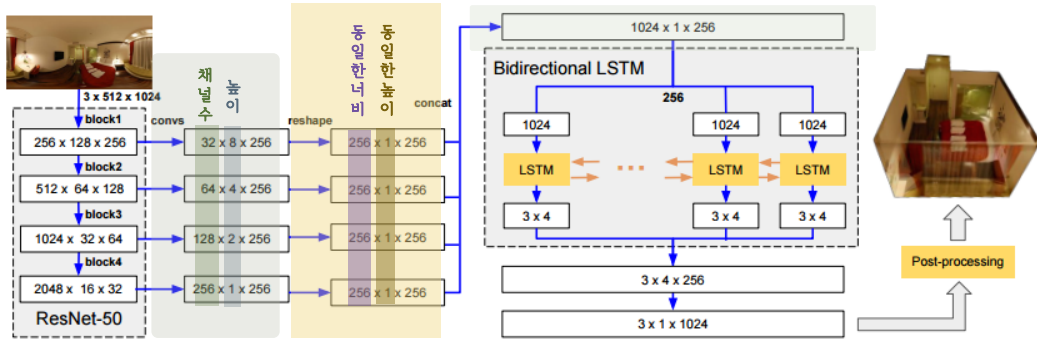 3 x 512 x 1024
block1
256 x 128 x 256
block2
512 x 64 x 128
block3
1024 x 32 x 64
block4
2048 x 16 x 32
ResNet-50
convs
채널수
높이
32 x 8 x 256
64 x 4 x 256
128 x 2 x 256
256 x 1 x 256
reshape
동일한너비
동일한높이
256 x 1 x 256
256 x 1 x 256
256 x 1 x 256
256 x 1 x 256
concat
1024 x 1 x 256
Bidirectional LSTM
256
1024
1024
1024
LSTM
LSTM
LSTM
3 x 4
3 x 4
3 x 4
3 x 4 x 256
3 x 1 x 1024
Post-processing